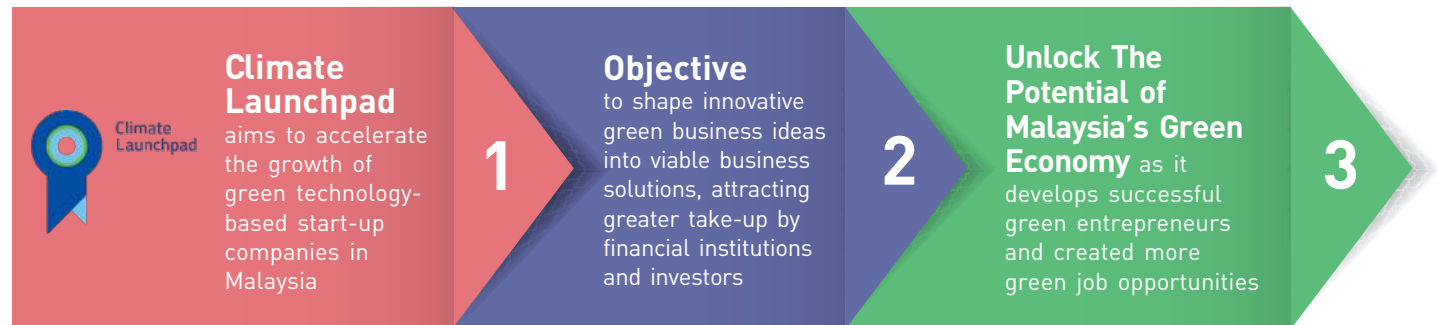 Climate
Launchpad
Climate
Launchpad
aims to accelerate
the growth of
green technology-
based start-up
companies in
Malaysia
1
Objective
to shape innovative
green business ideas
into viable business
solutions, attracting
greater take-up by
financial institutions
and investors
2
Unlock The
Potential of
Malaysia's Green
Economy as it
develops successful
green entrepreneurs
and created more
green job opportunities
3